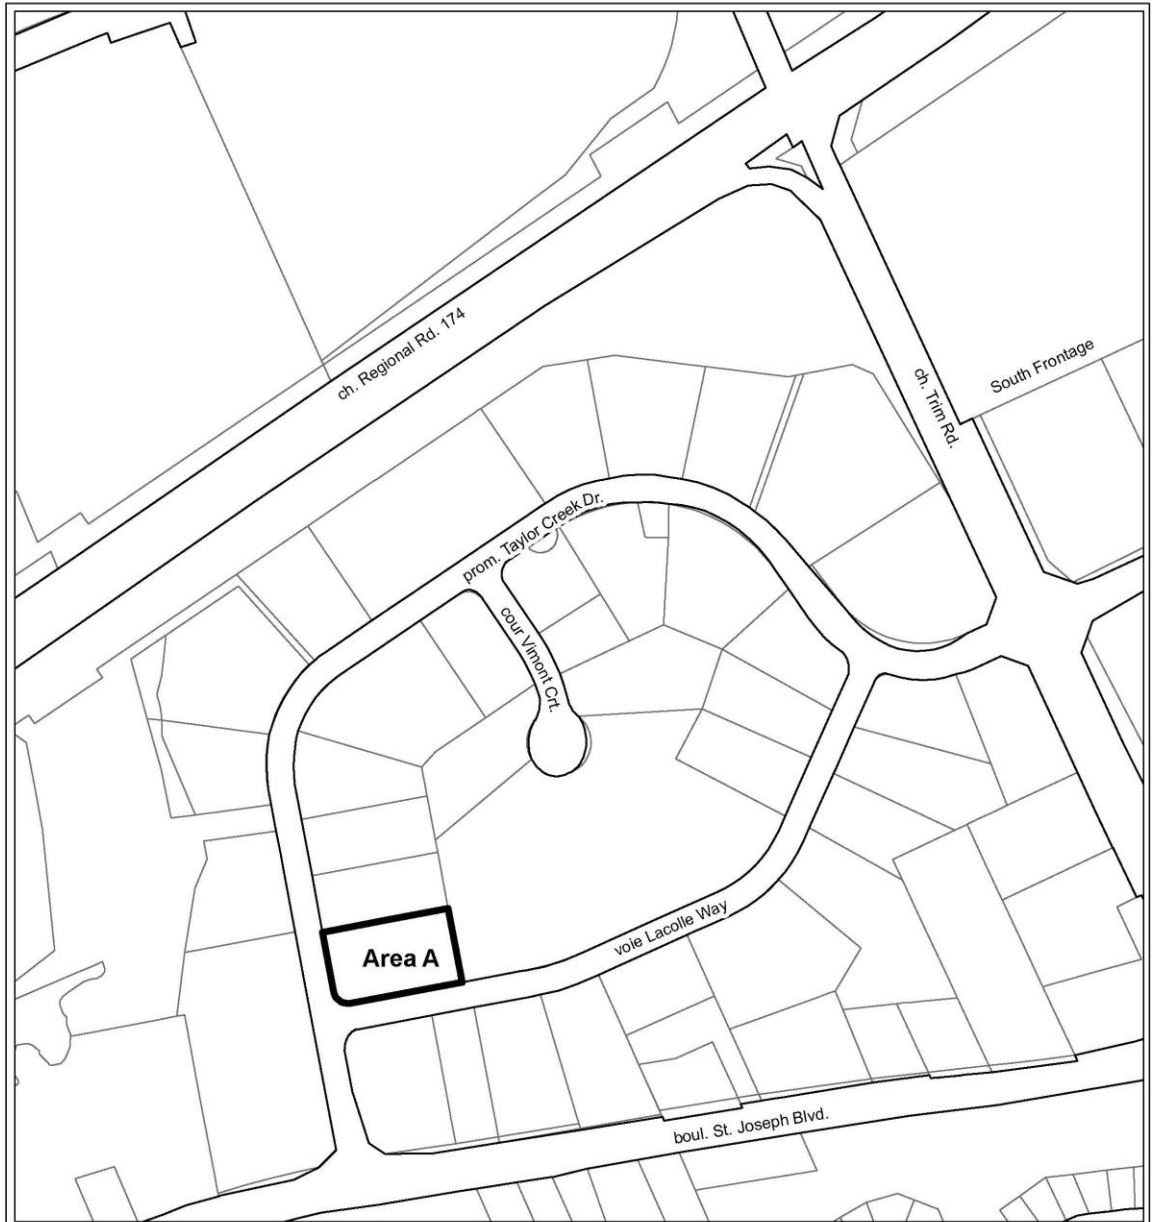 ch. Regional Rd. 174
South Frontage
ch. Trim Rd.
prom. Taylor Creek Dr.
cour Vimont Crt.
voie Lacolle Way
Area A
boul. St. Joseph Blvd.